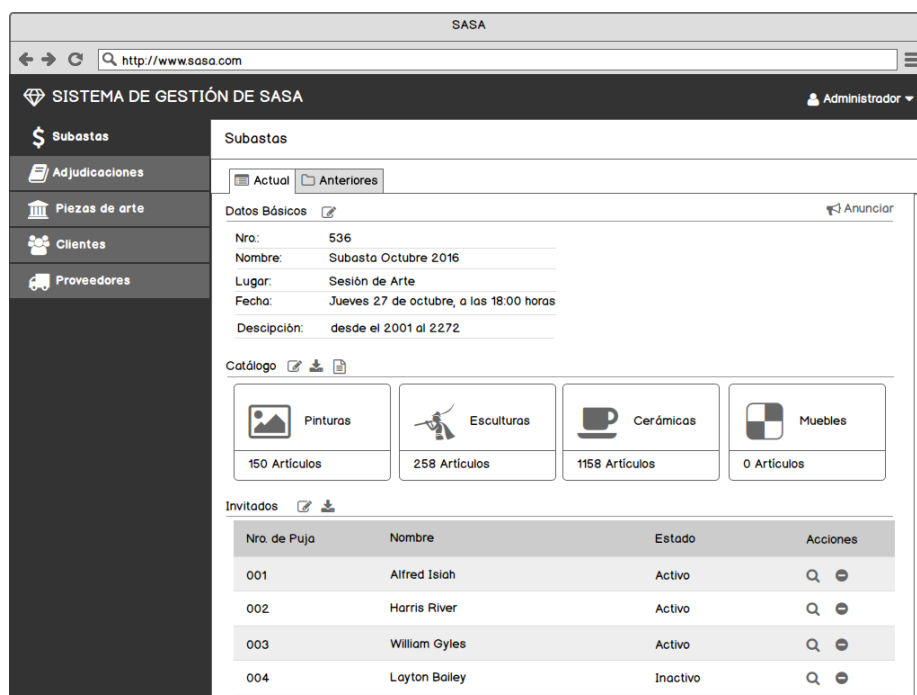 SASA
http://www.sasa.com
SISTEMA DE GESTIÓN DE SASA
Administrador
Subastas
Adjudicaciones
Piezas de arte
Clientes
Proveedores
Subastas
Actual Anteriores
Datos Básicos Anunciar
Nro.: 536
Nombre: Subasta Octubre 2016
Lugar: Sesión de Arte
Fecha: Jueves 27 de octubre, a las 18:00 horas
Descipción: desde el 2001 al 2272
Catálogo
Pinturas Esculturas Cerámicas Muebles
150 Artículos 258 Artículos 1158 Artículos 0 Artículos
Invitados
Nro. de Puja Nombre Estado Acciones
001 Alfred Isiah Activo
002 Harris River Activo
003 William Gyles Activo
004 Layton Bailey Inactivo